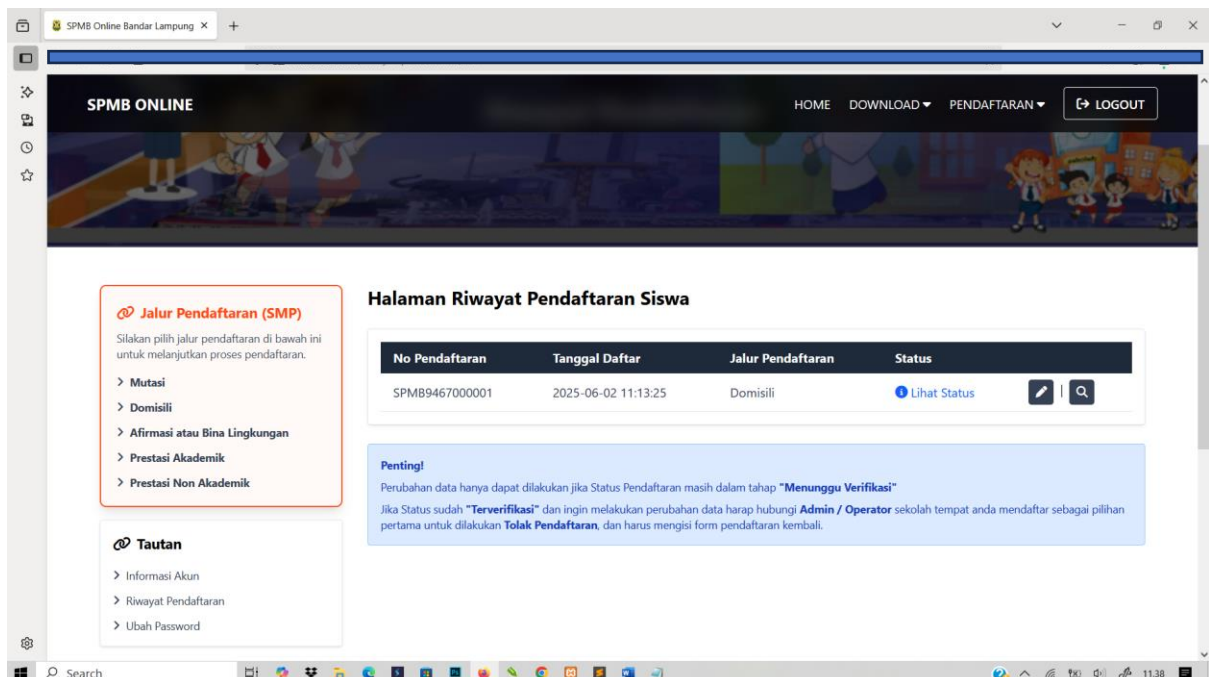 SPMB Online Bandar Lampung
SPMB ONLINE
HOME DOWNLOAD PENDAFTARAN LOGOUT
Jalur Pendaftaran (SMP)
Silakan pilih jalur pendaftaran di bawah ini
untuk melanjutkan proses pendaftaran.
Mutasi
Domisili
Afirmasi atau Bina Lingkungan
Prestasi Akademik
Prestasi Non Akademik
Tautan
Informasi Akun
Riwayat Pendaftaran
Ubah Password
Halaman Riwayat Pendaftaran Siswa
No Pendaftaran Tanggal Daftar Jalur Pendaftaran Status
SPMB9467000001 2025-06-02 11:13:25 Domisili Lihat Status |
Penting!
Perubahan data hanya dapat dilakukan jika Status Pendaftaran masih dalam tahap "Menunggu Verifikasi"
Jika Status sudah "Terverifikasi" dan ingin melakukan perubahan data harap hubungi Admin / Operator sekolah tempat anda mendaftar sebagai pilihan
pertama untuk dilakukan Tolak Pendaftaran, dan harus mengisi form pendaftaran kembali.
Search
11.38